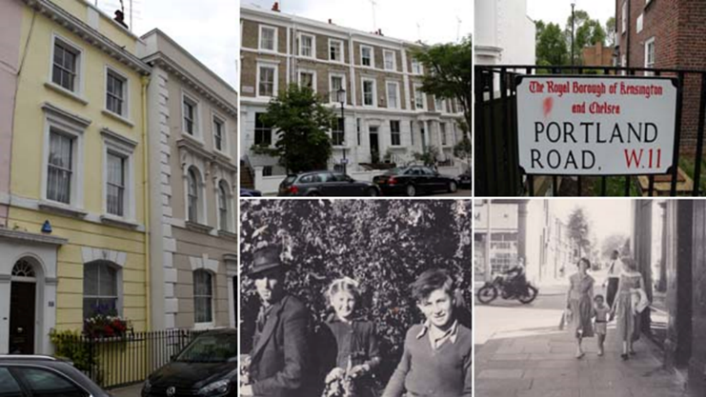 The Royal Borough of Kensington
and Chelsea
PORTLAND
ROAD, W.11